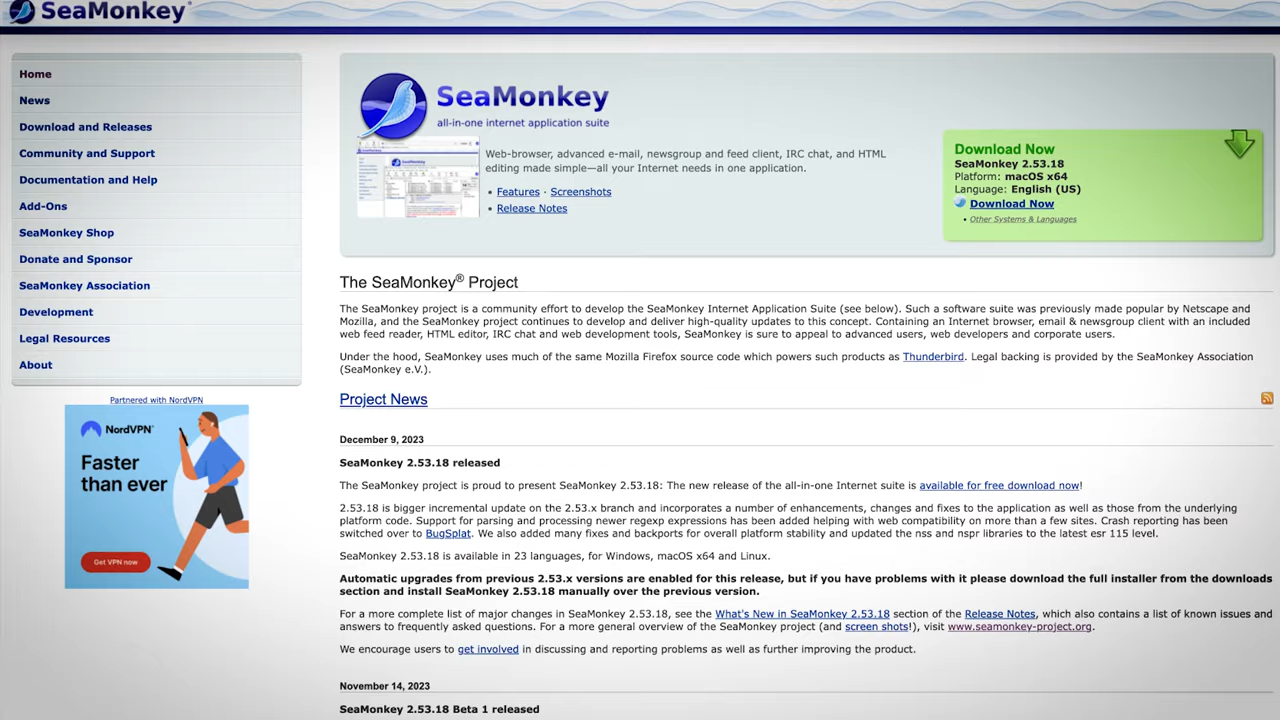 SeaMonkey®
Home
News
Download and Releases
Community and Support
Documentation and Help
Add-Ons
SeaMonkey Shop
Donate and Sponsor
SeaMonkey Association
Development
Legal Resources
About
Partnered with NordVPN
NordVPN®
Faster
than ever
Get VPN now
SeaMonkey
all-in-one internet application suite
Web-browser, advanced e-mail, newsgroup and feed client, IRC chat, and HTML
editing made simple—all your Internet needs in one application.
• Features · Screenshots
• Release Notes
Download Now
SeaMonkey 2.53.18
Platform: macOS x64
Language: English (US)
Download Now
• Other Systems & Languages
The SeaMonkey® Project
The SeaMonkey project is a community effort to develop the SeaMonkey Internet Application Suite (see below). Such a software suite was previously made popular by Netscape and
Mozilla, and the SeaMonkey project continues to develop and deliver high-quality updates to this concept. Containing an Internet browser, email & newsgroup client with an included
web feed reader, HTML editor, IRC chat and web development tools, SeaMonkey is sure to appeal to advanced users, web developers and corporate users.
Under the hood, SeaMonkey uses much of the same Mozilla Firefox source code which powers such products as Thunderbird. Legal backing is provided by the SeaMonkey Association
(SeaMonkey e.V.).
Project News
December 9, 2023
SeaMonkey 2.53.18 released
The SeaMonkey project is proud to present SeaMonkey 2.53.18: The new release of the all-in-one Internet suite is available for free download now!
2.53.18 is bigger incremental update on the 2.53.x branch and incorporates a number of enhancements, changes and fixes to the application as well as those from the underlying
platform code. Support for parsing and processing newer regexp expressions has been added helping with web compatibility on more than a few sites. Crash reporting has been
switched over to BugSplat. We also added many fixes and backports for overall platform stability and updated the nss and nspr libraries to the latest esr 115 level.
SeaMonkey 2.53.18 is available in 23 languages, for Windows, macOS x64 and Linux.
Automatic upgrades from previous 2.53.x versions are enabled for this release, but if you have problems with it please download the full installer from the downloads
section and install SeaMonkey 2.53.18 manually over the previous version.
For a more complete list of major changes in SeaMonkey 2.53.18, see the What's New in SeaMonkey 2.53.18 section of the Release Notes, which also contains a list of known issues and
answers to frequently asked questions. For a more general overview of the SeaMonkey project (and screen shots!), visit www.seamonkey-project.org.
We encourage users to get involved in discussing and reporting problems as well as further improving the product.
November 14, 2023
SeaMonkey 2.53.18 Beta 1 released